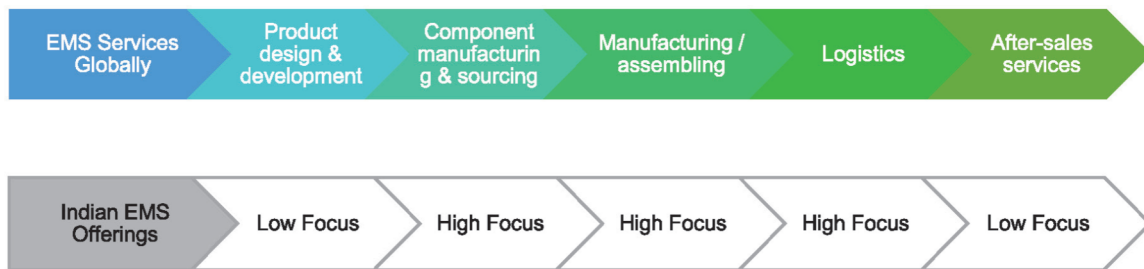 EMS Services
Globally
Product
design &
development
Component
manufacturin
g & sourcing
Manufacturing /
assembling
Logistics
After-sales
services
Indian EMS
Offerings
Low Focus
High Focus
High Focus
High Focus
Low Focus